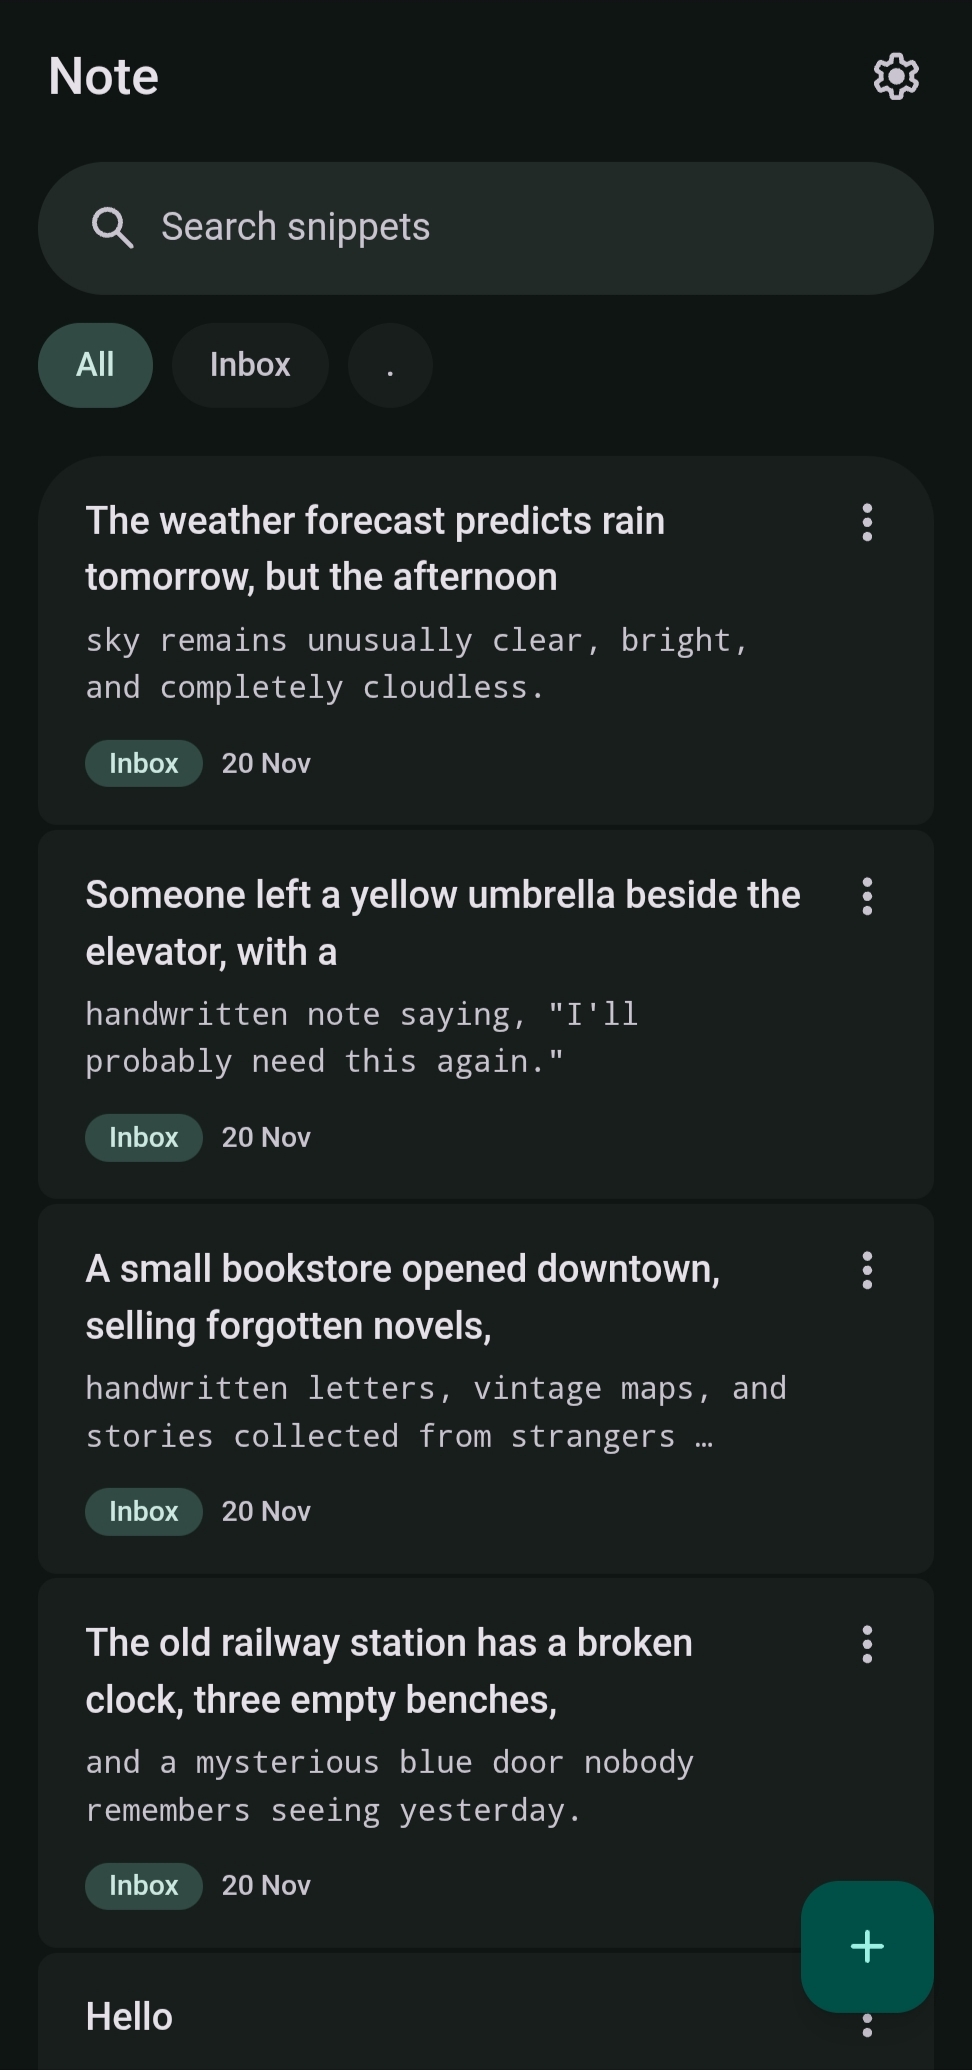 Note
Search snippets
All
Inbox
.
The weather forecast predicts rain
tomorrow, but the afternoon
sky remains unusually clear, bright,
and completely cloudless.
Inbox 20 Nov
Someone left a yellow umbrella beside the
elevator, with a
handwritten note saying, "I'll
probably need this again."
Inbox 20 Nov
A small bookstore opened downtown,
selling forgotten novels,
handwritten letters, vintage maps, and
stories collected from strangers …
Inbox 20 Nov
The old railway station has a broken
clock, three empty benches,
and a mysterious blue door nobody
remembers seeing yesterday.
Inbox 20 Nov
Hello